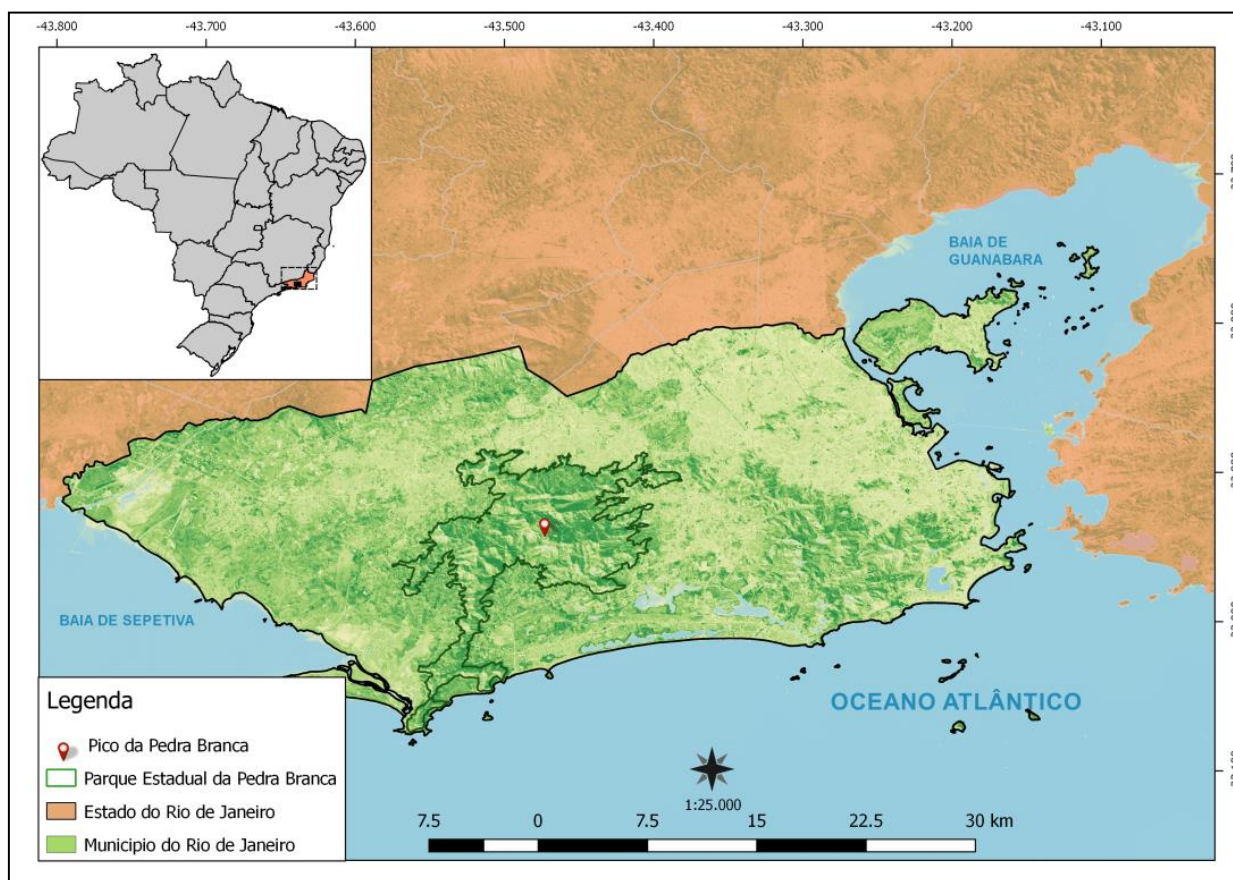 -43.800
-43.700
-43.600
-43.500
-43.400
-43.300
-43.200
-43.100
BAIA DE
GUANABARA
BAIA DE SEPETIVA
OCEANO ATLÂNTICO
Legenda
Pico da Pedra Branca
Parque Estadual da Pedra Branca
Estado do Rio de Janeiro
Municipio do Rio de Janeiro
1:25.000
7.5
0
7.5
15
22.5
30 km